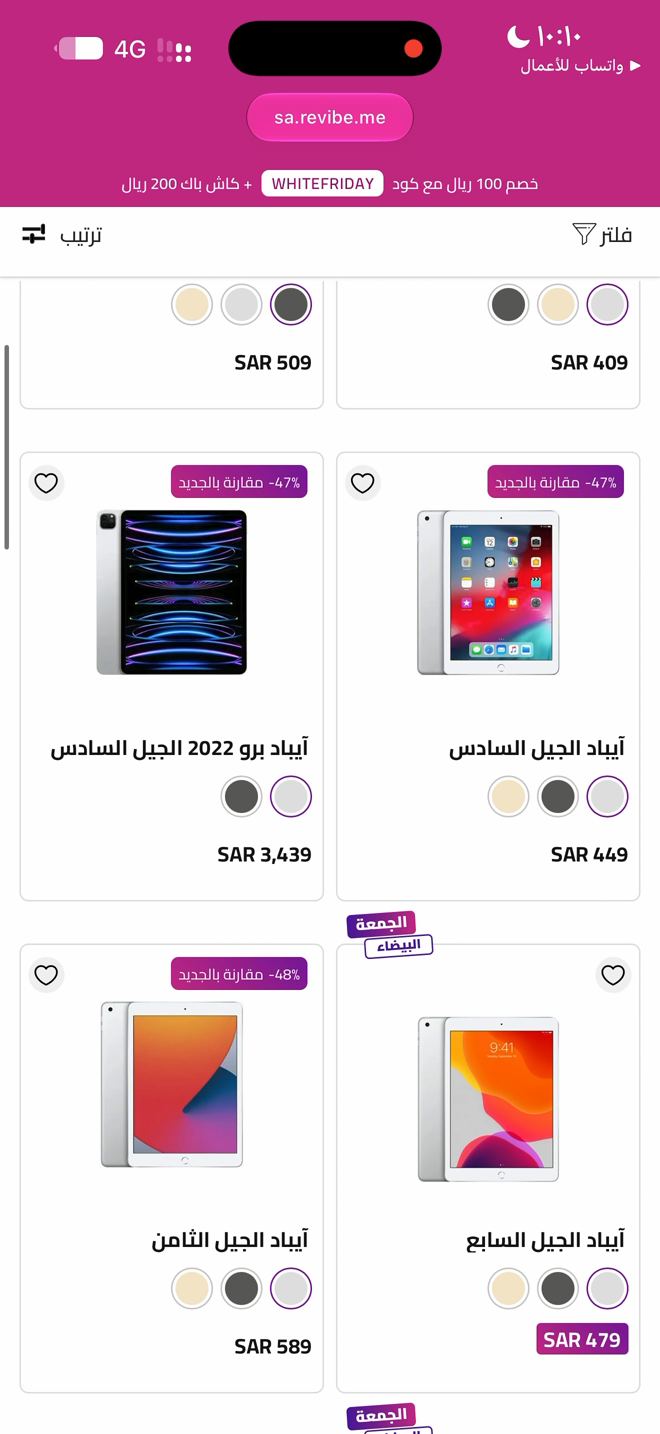 ١٠:١٠
4G
◀ واتساب للأعمال
sa.revibe.me
خصم 100 ريال مع كود WHITEFRIDAY + كاش باك 200 ريال
فلتر
ترتيب
SAR 409
SAR 509
-47% مقارنة بالجديد
آيباد الجيل السادس
SAR 449
-47% مقارنة بالجديد
آيباد برو 2022 الجيل السادس
SAR 3,439
الجمعة
البيضاء
9:41
آيباد الجيل السابع
SAR 479
-48% مقارنة بالجديد
آيباد الجيل الثامن
SAR 589
الجمعة